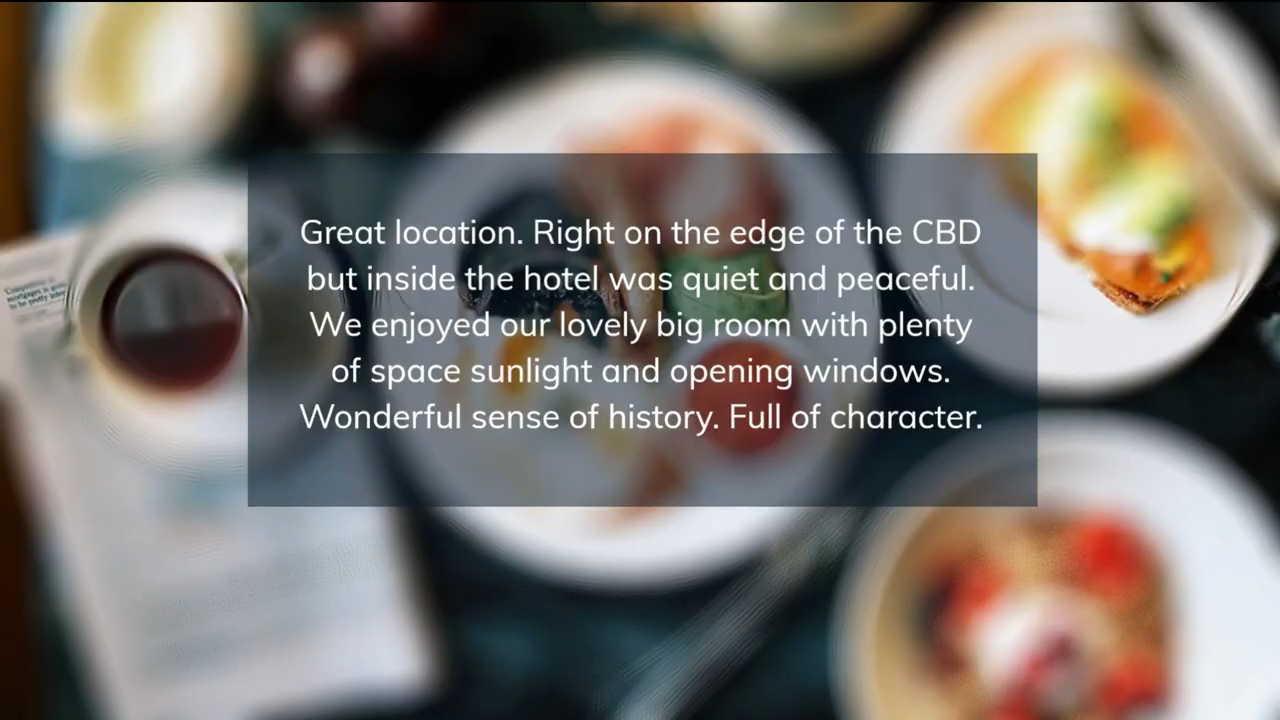 Great location. Right on the edge of the CBD
but inside the hotel was quiet and peaceful.
We enjoyed our lovely big room with plenty
of space sunlight and opening windows.
Wonderful sense of history. Full of character.